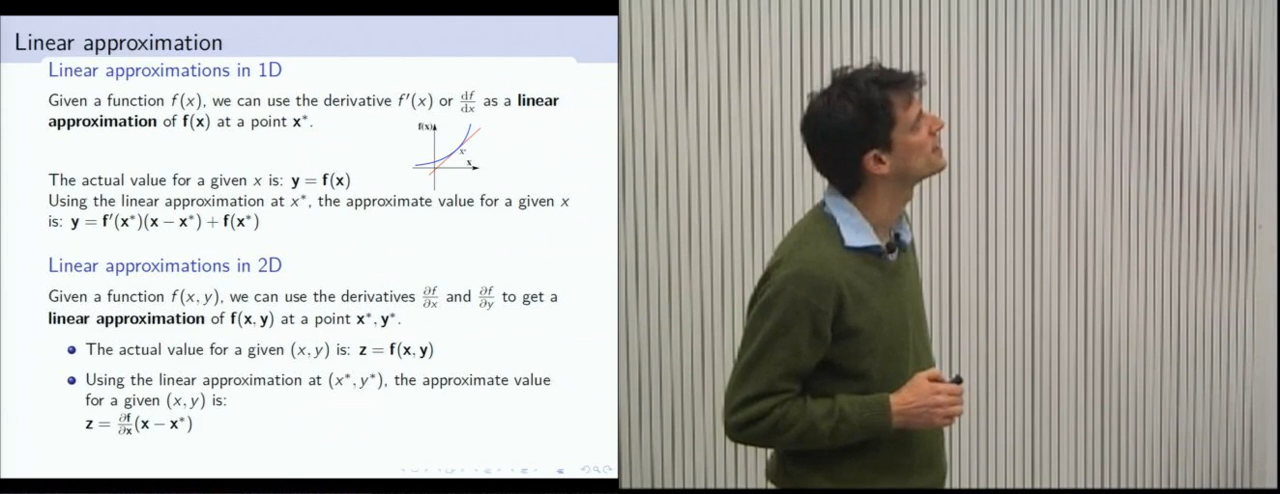 Linear approximation
Linear approximations in 1D
Given a function f(x), we can use the derivative f′(x) or df/dx as a linear
approximation of f(x) at a point x*.
f(x)
x*
x
The actual value for a given x is: y = f(x)
Using the linear approximation at x*, the approximate value for a given x
is: y = f′(x*)(x − x*) + f(x*)
Linear approximations in 2D
Given a function f(x, y), we can use the derivatives ∂f/∂x and ∂f/∂y to get a
linear approximation of f(x, y) at a point x*, y*.
The actual value for a given (x, y) is: z = f(x, y)
Using the linear approximation at (x*, y*), the approximate value
for a given (x, y) is:
z = ∂f/∂x(x − x*)